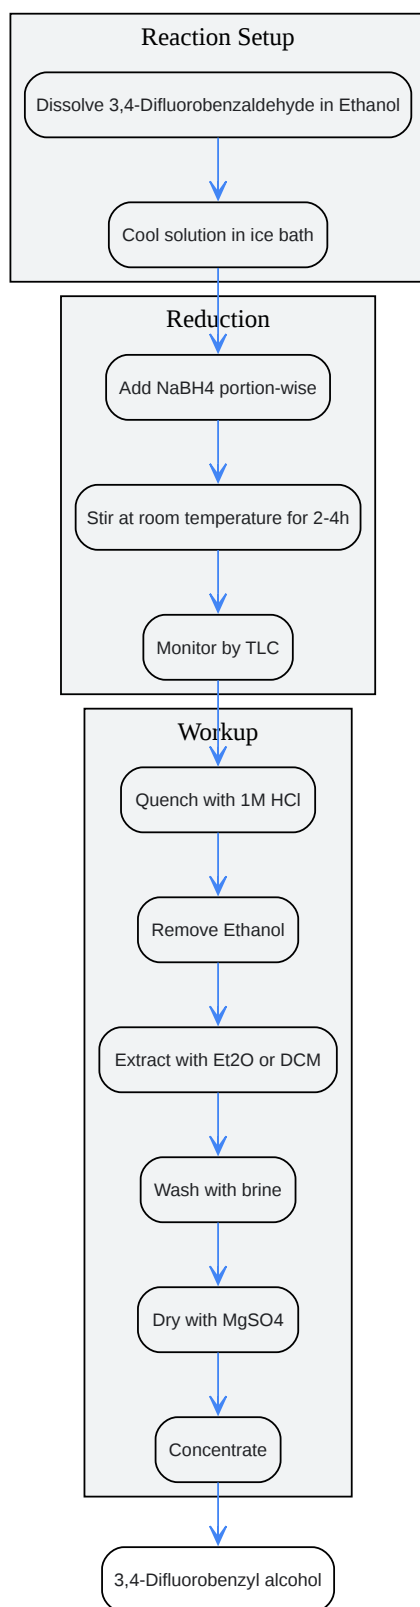 Reaction Setup
Dissolve 3,4-Difluorobenzaldehyde in Ethanol
Cool solution in ice bath
Reduction
Add NaBH4 portion-wise
Stir at room temperature for 2-4h
Monitor by TLC
Workup
Quench with 1M HCl
Remove Ethanol
Extract with Et2O or DCM
Wash with brine
Dry with MgSO4
Concentrate
3,4-Difluorobenzyl alcohol